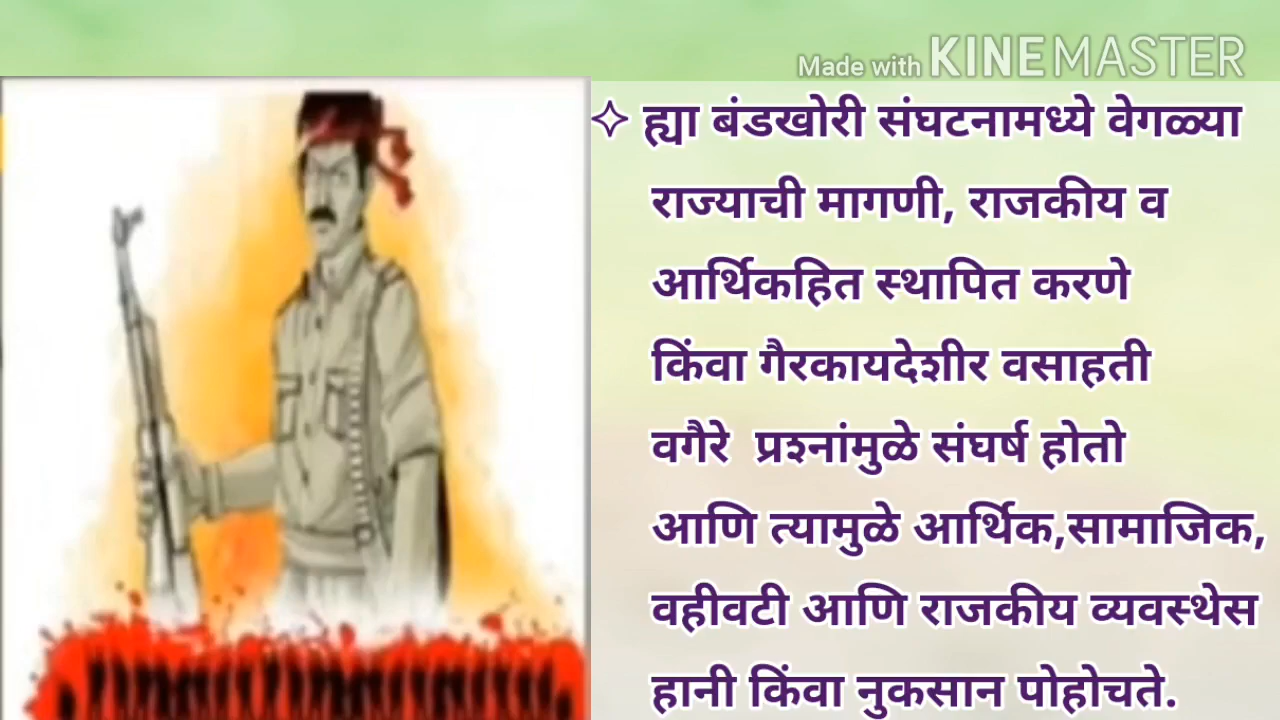 Made with KINEMASTER
✧ ह्या बंडखोरी संघटनामध्ये वेगळ्या
राज्याची मागणी, राजकीय व
आर्थिकहित स्थापित करणे
किंवा गैरकायदेशीर वसाहती
वगैरे प्रश्नांमुळे संघर्ष होतो
आणि त्यामुळे आर्थिक,सामाजिक,
वहीवटी आणि राजकीय व्यवस्थेस
हानी किंवा नुकसान पोहोचते.